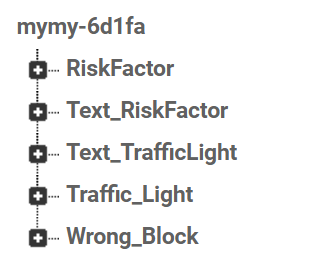 mymy-6d1fa
RiskFactor
Text_RiskFactor
Text_TrafficLight
Traffic_Light
Wrong_Block